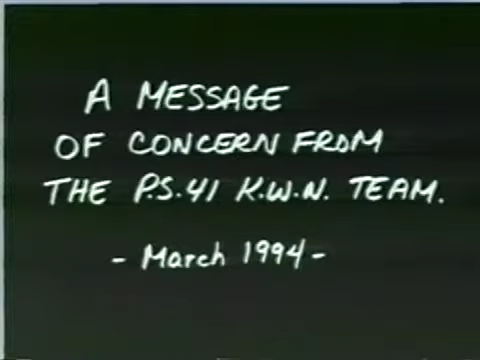 A MESSAGE
OF CONCERN FROM
THE P.S.41 K.W.N. TEAM.
- March 1994 -